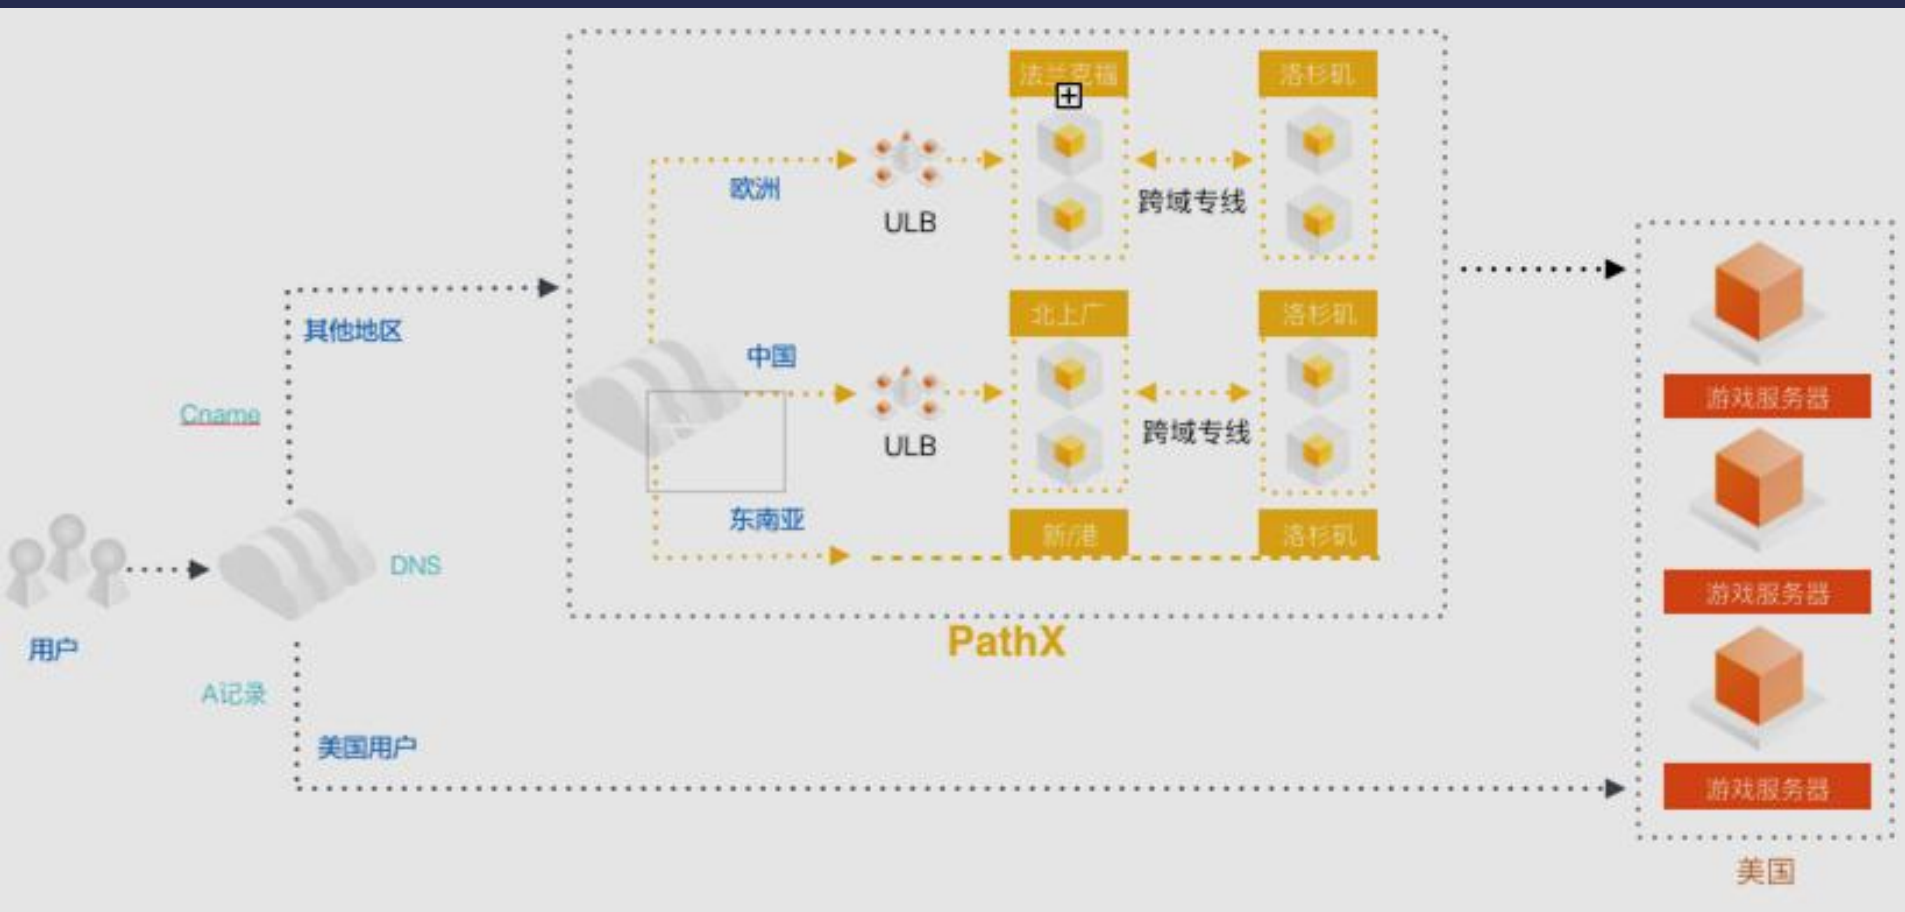 法兰克福
洛杉矶
欧洲
ULB
跨域专线
其他地区
北上广
洛杉矶
中国
ULB
跨域专线
Cname
东南亚
新/港
洛杉矶
DNS
用户
PathX
A记录
美国用户
游戏服务器
游戏服务器
游戏服务器
美国